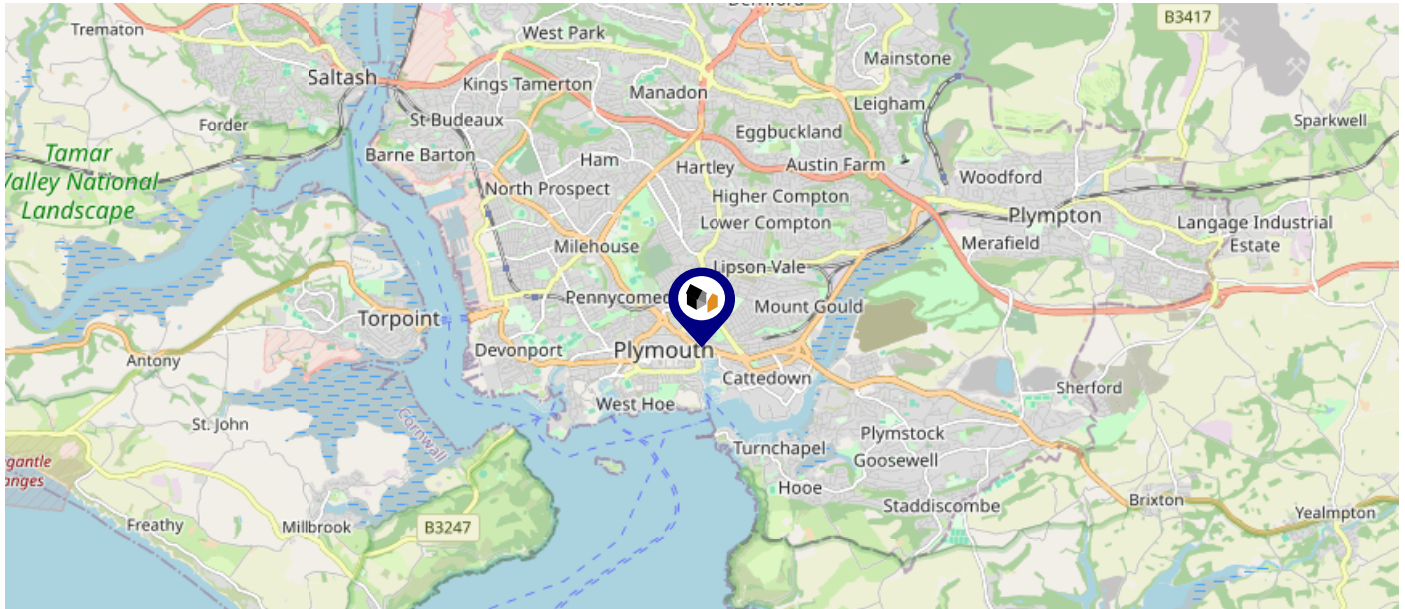 Trematon
West Park
B3417
Mainstone
Saltash
Kings Tamerton
Manadon
Leigham
Forder
St Budeaux
Eggbuckland
Sparkwell
Tamar
Valley National
Landscape
Barne Barton
Ham
Hartley
Austin Farm
North Prospect
Woodford
Higher Compton
Lower Compton
Plympton
Langage Industrial
Estate
Milehouse
Merafield
Lipson Vale
Pennycomeq
Mount Gould
Torpoint
Antony
Devonport
Plymouth
Cattedown
Sherford
West Hoe
St. John
Cornwall
Plymstock
Turnchapel
Goosewell
Hooe
Staddiscombe
Brixton
Yealmpton
Freathy
Millbrook
B3247